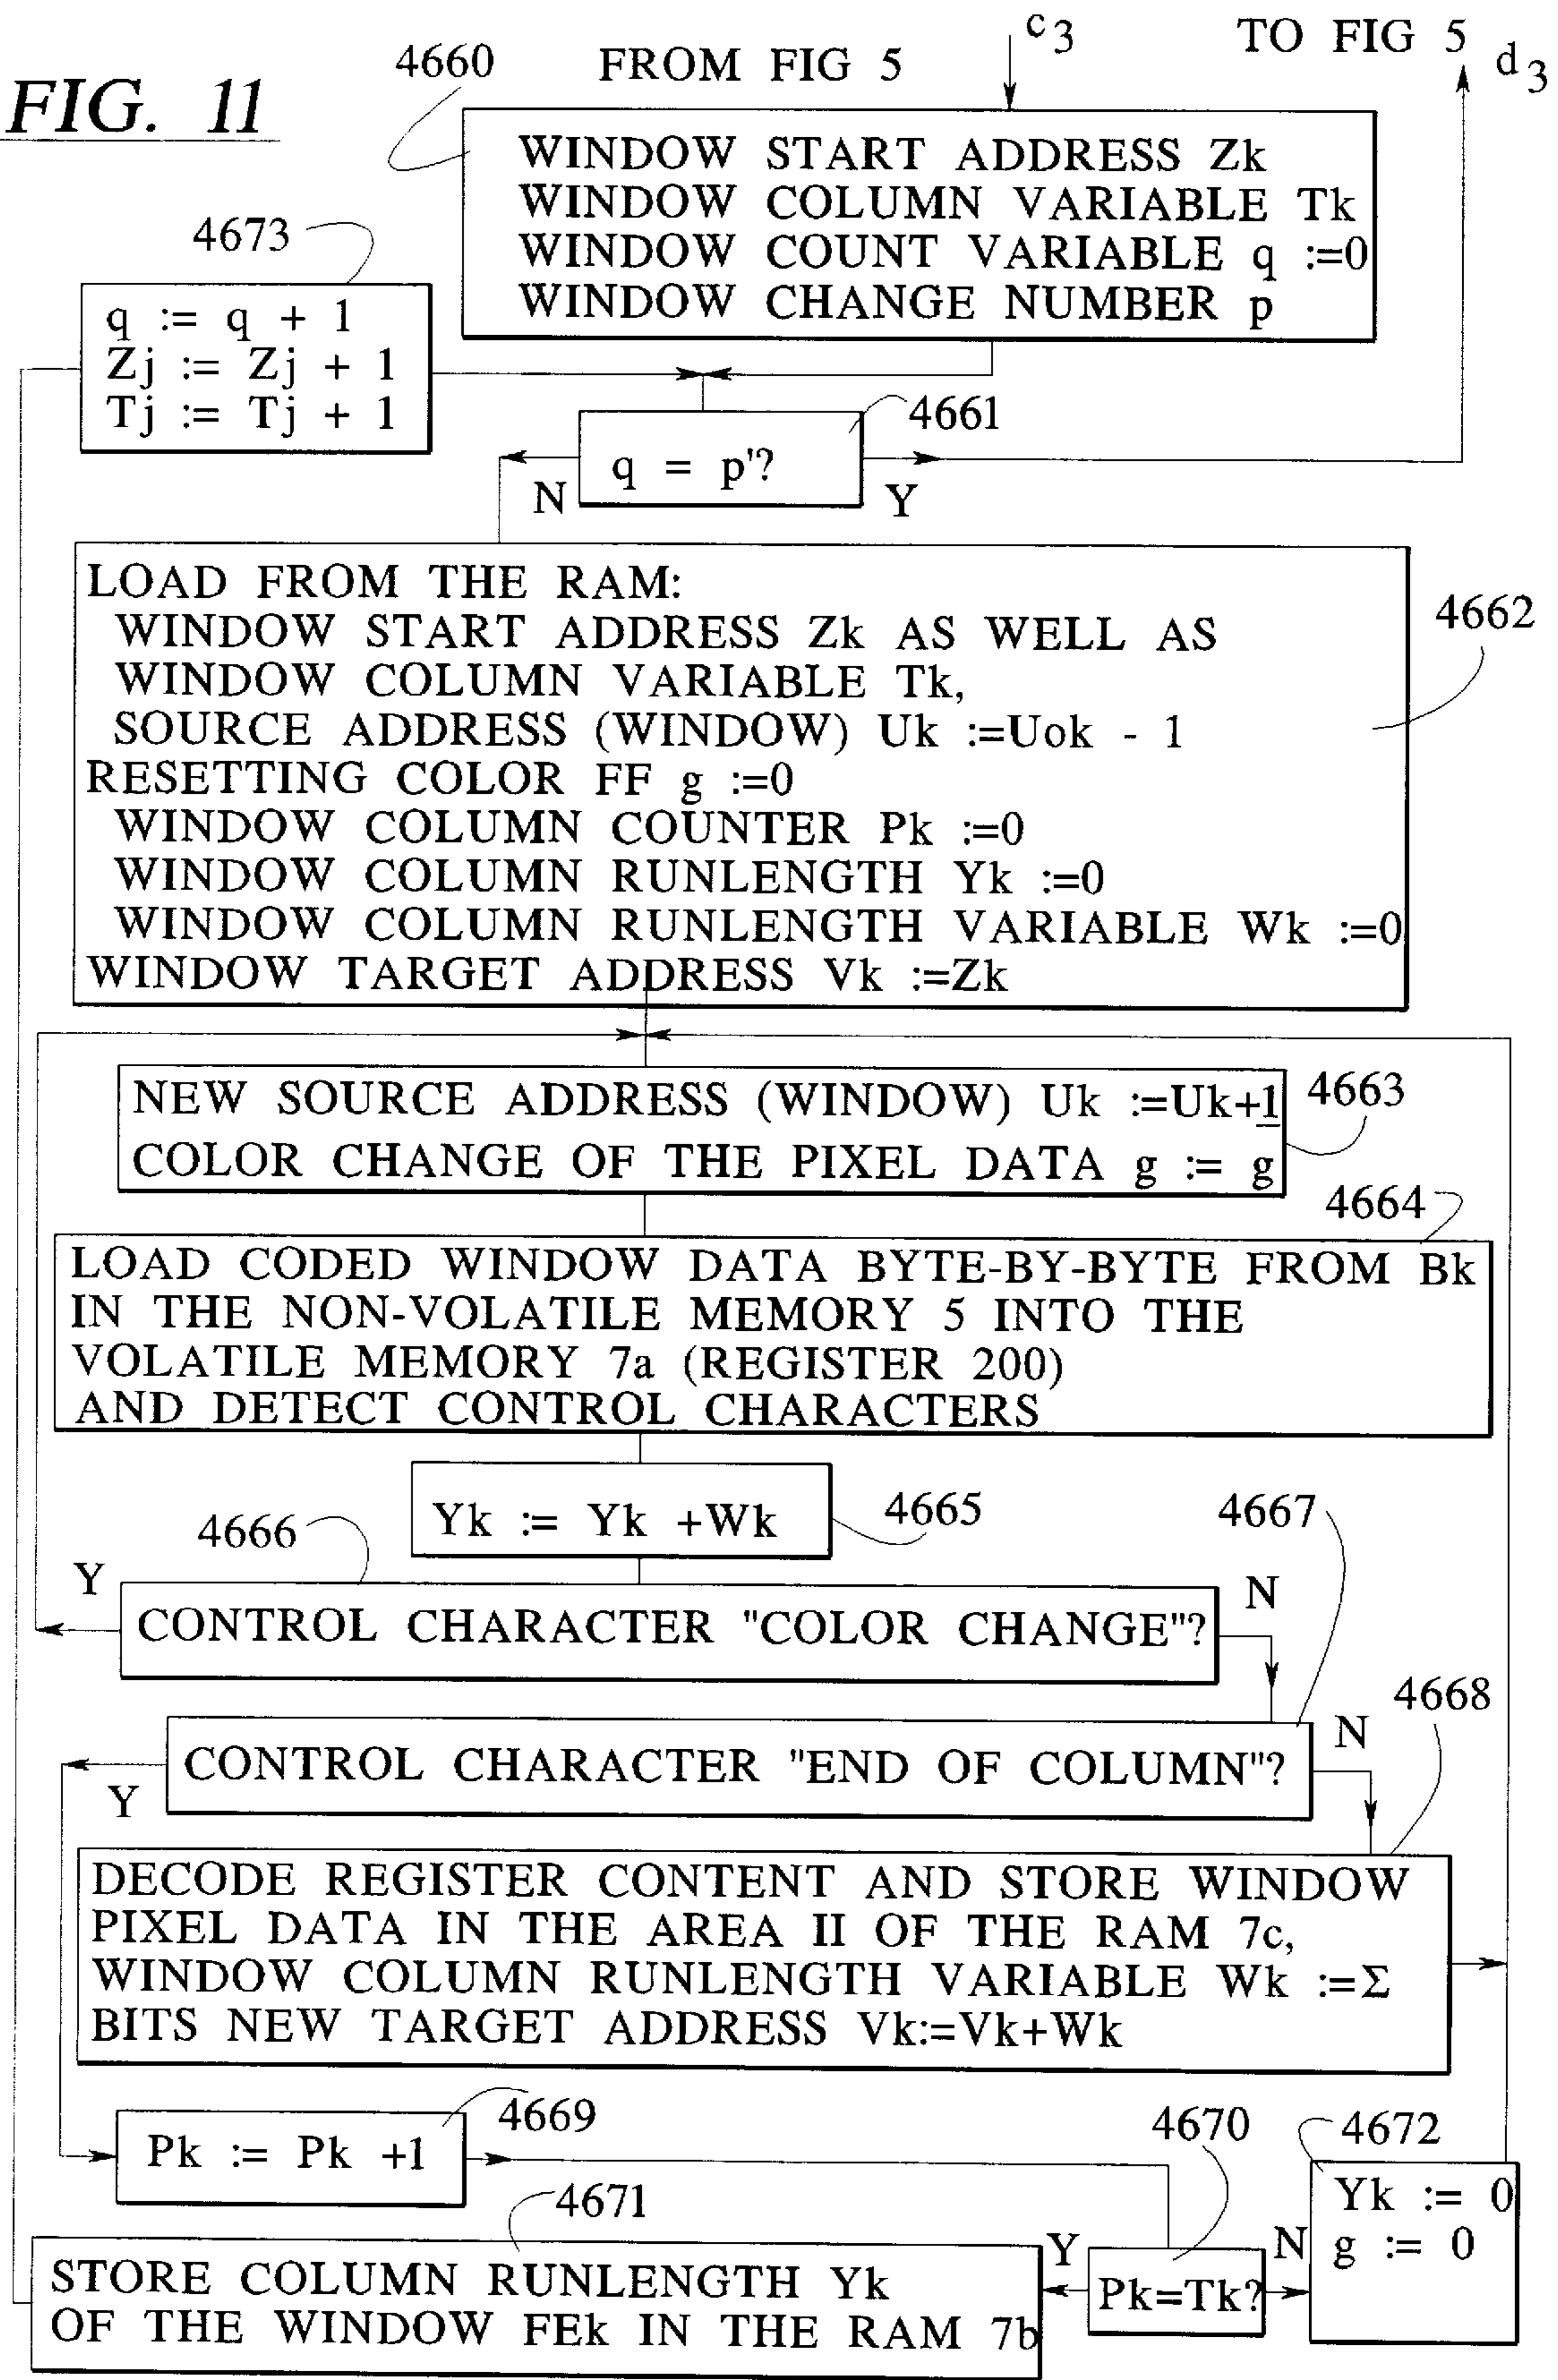 FIG. 11
4660
FROM FIG 5
c3
TO FIG 5
d3
WINDOW START ADDRESS Zk
WINDOW COLUMN VARIABLE Tk
WINDOW COUNT VARIABLE q :=0
WINDOW CHANGE NUMBER p
4673
q := q + 1
Zj := Zj + 1
Tj := Tj + 1
4661
q = p'?
N
Y
LOAD FROM THE RAM:
WINDOW START ADDRESS Zk AS WELL AS
WINDOW COLUMN VARIABLE Tk,
SOURCE ADDRESS (WINDOW) Uk :=Uok - 1
RESETTING COLOR FF g :=0
WINDOW COLUMN COUNTER Pk :=0
WINDOW COLUMN RUNLENGTH Yk :=0
WINDOW COLUMN RUNLENGTH VARIABLE Wk :=0
WINDOW TARGET ADDRESS Vk :=Zk
4662
NEW SOURCE ADDRESS (WINDOW) Uk :=Uk+1
COLOR CHANGE OF THE PIXEL DATA g := g
4663
4664
LOAD CODED WINDOW DATA BYTE-BY-BYTE FROM Bk
IN THE NON-VOLATILE MEMORY 5 INTO THE
VOLATILE MEMORY 7a (REGISTER 200)
AND DETECT CONTROL CHARACTERS
Yk := Yk +Wk
4665
4666
4667
Y
CONTROL CHARACTER "COLOR CHANGE"?
N
4668
CONTROL CHARACTER "END OF COLUMN"?
N
Y
DECODE REGISTER CONTENT AND STORE WINDOW
PIXEL DATA IN THE AREA II OF THE RAM 7c,
WINDOW COLUMN RUNLENGTH VARIABLE Wk :=Σ
BITS NEW TARGET ADDRESS Vk:=Vk+Wk
4669
Pk := Pk +1
4670
4672
Yk := 0
g := 0
4671
STORE COLUMN RUNLENGTH Yk
OF THE WINDOW FEk IN THE RAM 7b
Y
Pk=Tk?
N